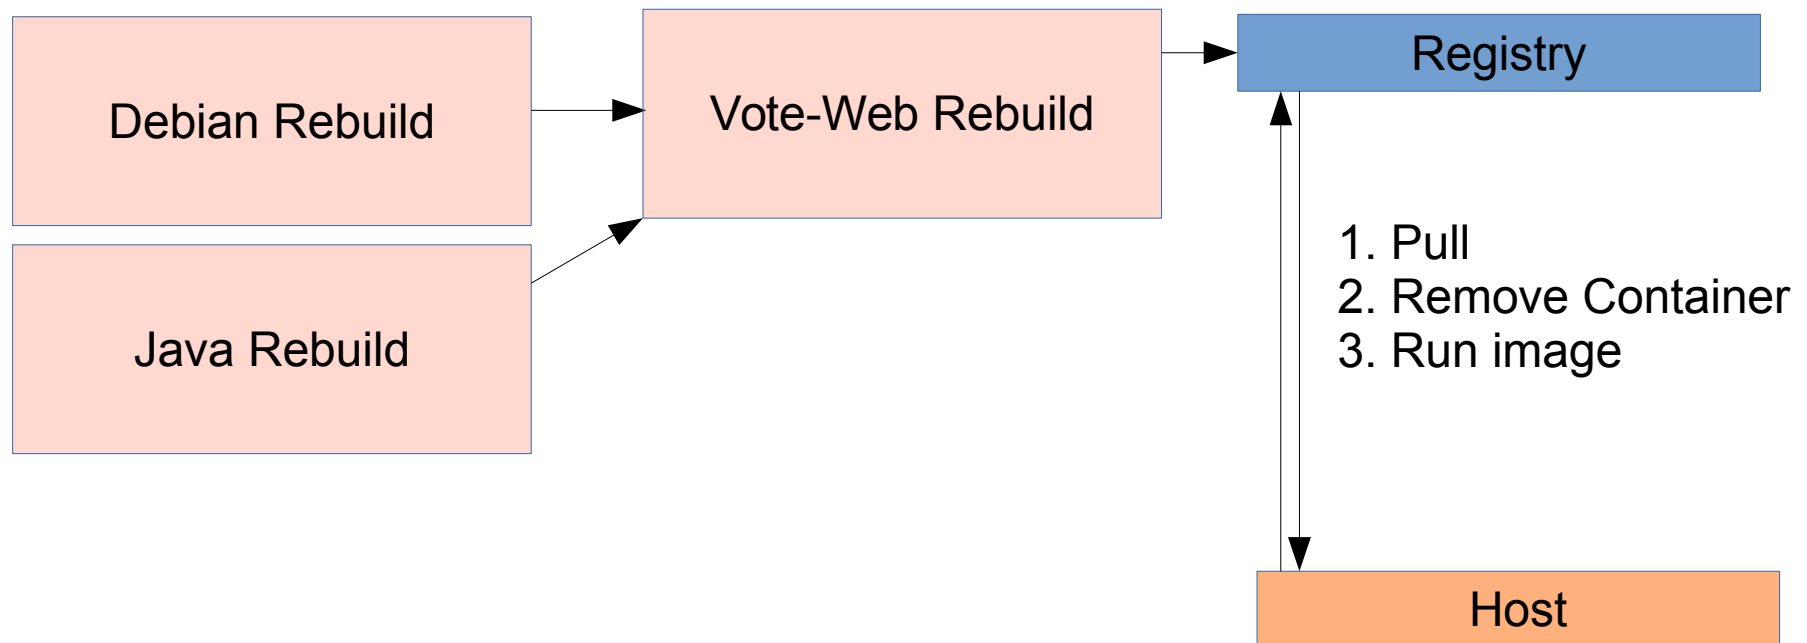 Debian Rebuild
Vote-Web Rebuild
Registry
Java Rebuild
1. Pull
2. Remove Container
3. Run image
Host